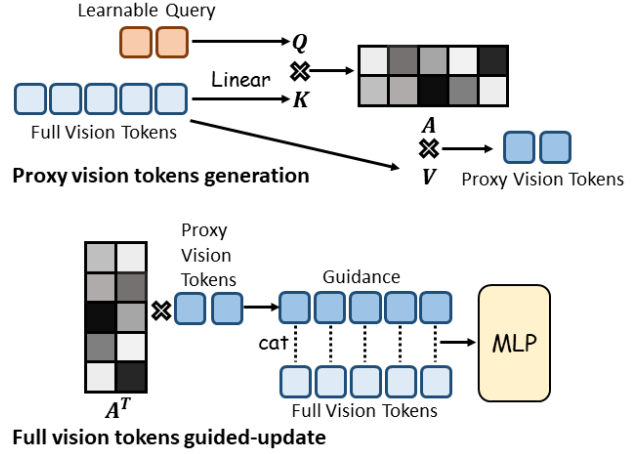 Learnable Query
Q
Linear
K
Full Vision Tokens
A
V
Proxy Vision Tokens
Proxy vision tokens generation
Proxy
Vision
Tokens
Guidance
cat
MLP
A^T
Full Vision Tokens
Full vision tokens guided-update